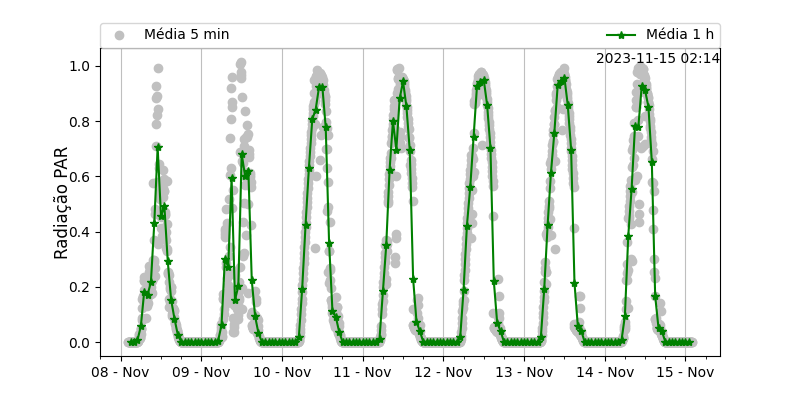 Média 5 min
Média 1 h
2023-11-15 02:14
Radiação PAR
1.0
0.8
0.6
0.4
0.2
0.0
08 - Nov
09 - Nov
10 - Nov
11 - Nov
12 - Nov
13 - Nov
14 - Nov
15 - Nov